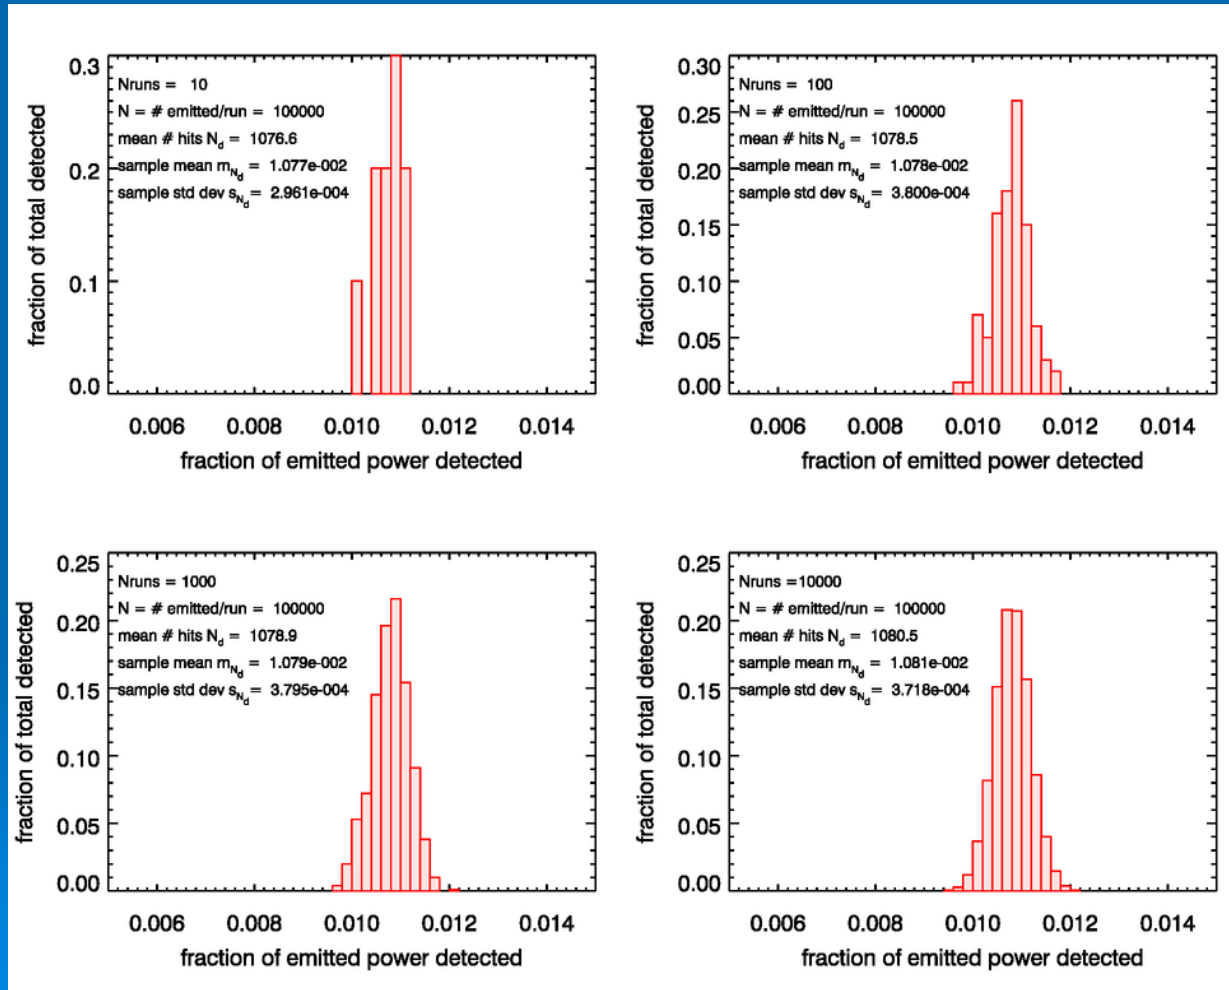 0.3
0.2
0.1
0.0
fraction of total detected
Nruns = 10
N = # emitted/run = 100000
mean # hits N_d = 1076.6
sample mean m_N_d = 1.077e-002
sample std dev s_N_d = 2.961e-004
0.006 0.008 0.010 0.012 0.014
fraction of emitted power detected
0.30
0.25
0.20
0.15
0.10
0.05
0.00
fraction of total detected
Nruns = 100
N = # emitted/run = 100000
mean # hits N_d = 1078.5
sample mean m_N_d = 1.078e-002
sample std dev s_N_d = 3.800e-004
0.006 0.008 0.010 0.012 0.014
fraction of emitted power detected
0.25
0.20
0.15
0.10
0.05
0.00
fraction of total detected
Nruns = 1000
N = # emitted/run = 100000
mean # hits N_d = 1078.9
sample mean m_N_d = 1.079e-002
sample std dev s_N_d = 3.795e-004
0.006 0.008 0.010 0.012 0.014
fraction of emitted power detected
0.25
0.20
0.15
0.10
0.05
0.00
fraction of total detected
Nruns =10000
N = # emitted/run = 100000
mean # hits N_d = 1080.5
sample mean m_N_d = 1.081e-002
sample std dev s_N_d = 3.718e-004
0.006 0.008 0.010 0.012 0.014
fraction of emitted power detected